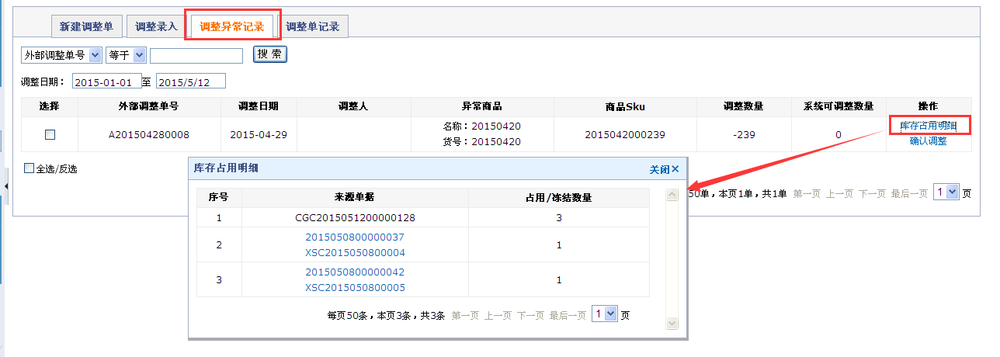 新建调整单 调整录入 调整异常记录 调整单记录
外部调整单号 等于 搜 索
调整日期： 2015-01-01 至 2015/5/12
选择 外部调整单号 调整日期 调整人 异常商品 商品Sku 调整数量 系统可调整数量 操作
名称：20150420 库存占用明细
A201504280008 2015-04-29 2015042000239 -239 0
货号：20150420 确认调整
全选/反选
50单，本页1单，共1单 第一页 上一页 下一页 最后一页 1 页
库存占用明细 关闭×
序号 来源单据 占用/冻结数量
1 CGC2015051200000128 3
2015050800000037
2 1
XSC2015050800004
2015050800000042
3 1
XSC2015050800005
每页50条，本页3条，共3条 第一页 上一页 下一页 最后一页 1 页